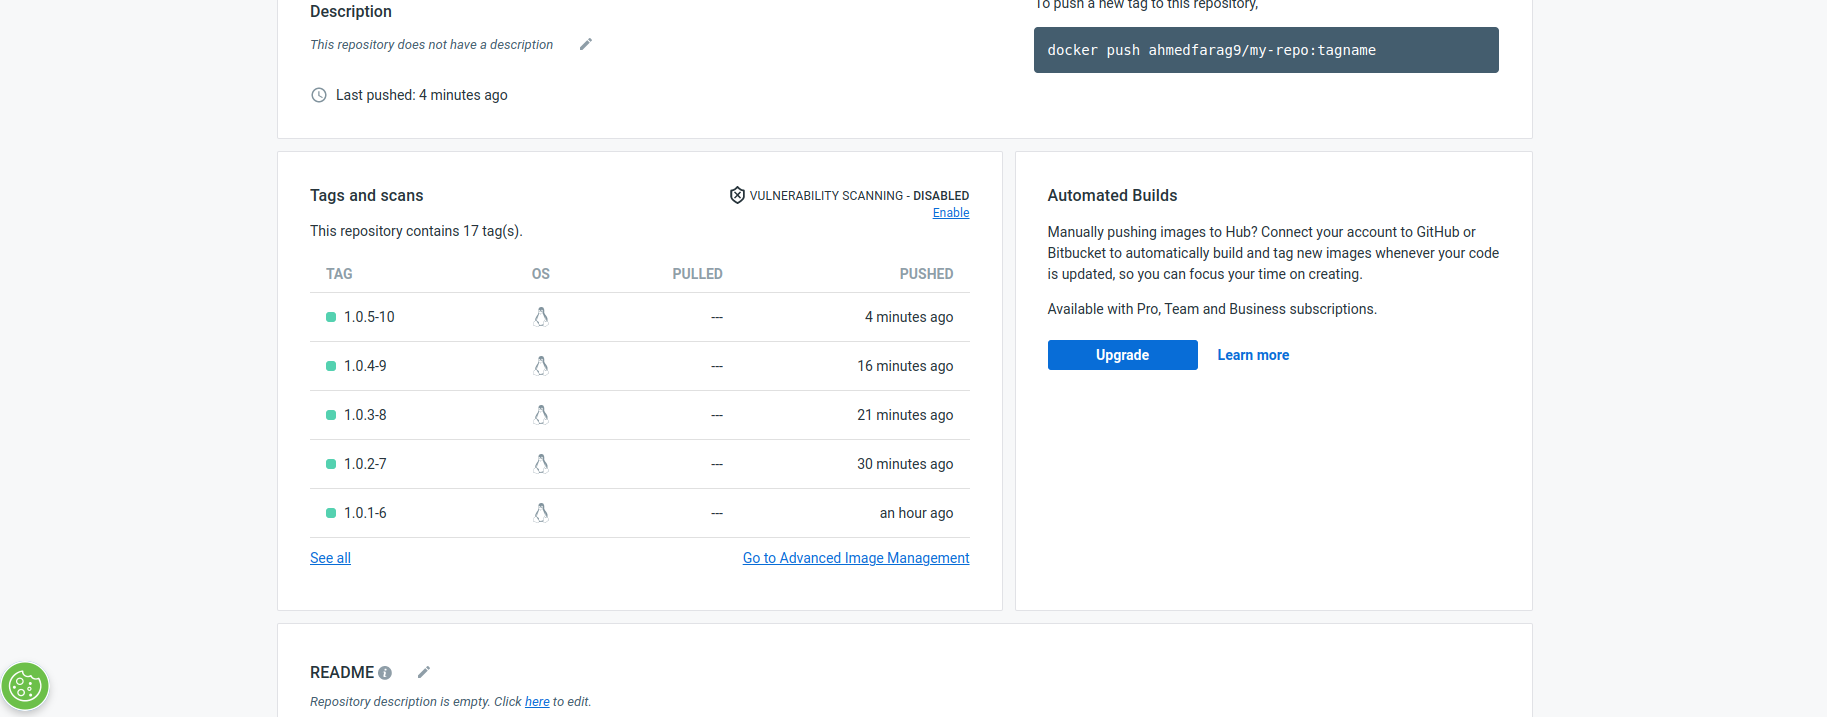 Description
This repository does not have a description
Last pushed: 4 minutes ago
To push a new tag to this repository,
docker push ahmedfarag9/my-repo:tagname
Tags and scans
VULNERABILITY SCANNING - DISABLED
Enable
This repository contains 17 tag(s).
TAG OS PULLED PUSHED
1.0.5-10 --- 4 minutes ago
1.0.4-9 --- 16 minutes ago
1.0.3-8 --- 21 minutes ago
1.0.2-7 --- 30 minutes ago
1.0.1-6 --- an hour ago
See all Go to Advanced Image Management
Automated Builds
Manually pushing images to Hub? Connect your account to GitHub or
Bitbucket to automatically build and tag new images whenever your code
is updated, so you can focus your time on creating.
Available with Pro, Team and Business subscriptions.
Upgrade Learn more
README
Repository description is empty. Click here to edit.